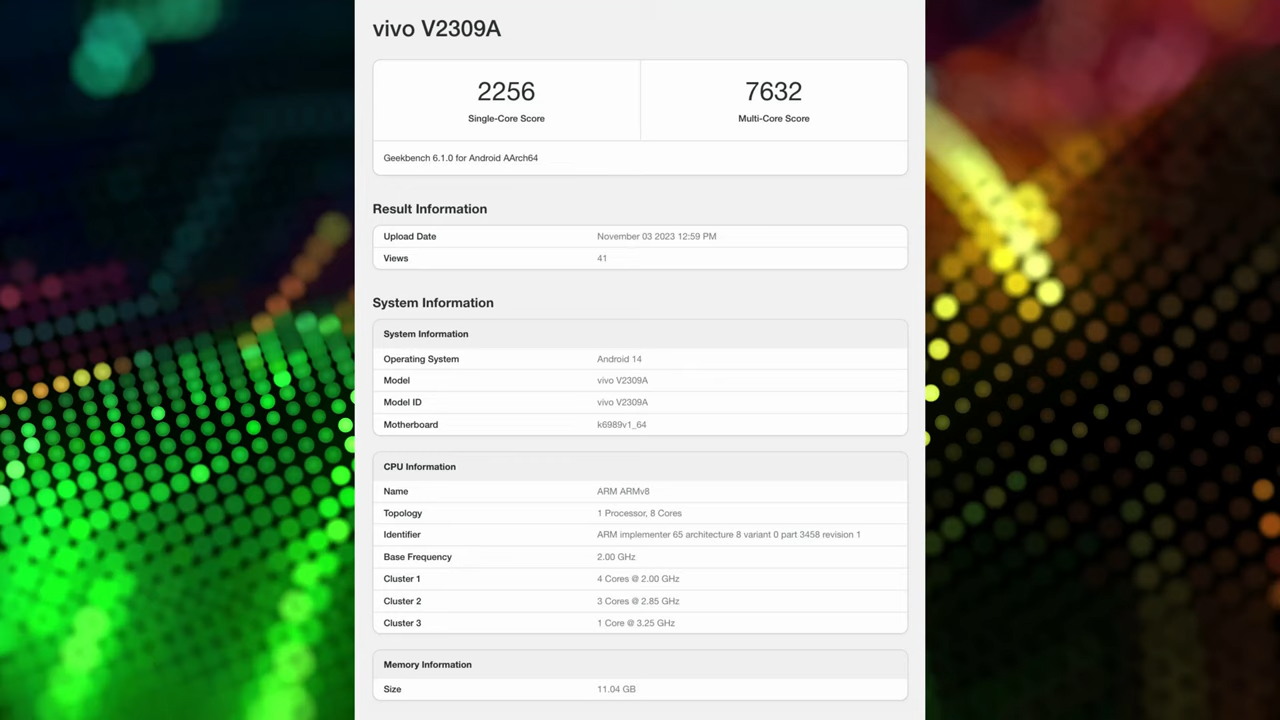 vivo V2309A
2256 7632
Single-Core Score Multi-Core Score
Geekbench 6.1.0 for Android AArch64
Result Information
Upload Date November 03 2023 12:59 PM
Views 41
System Information
System Information
Operating System Android 14
Model vivo V2309A
Model ID vivo V2309A
Motherboard k6989v1_64
CPU Information
Name ARM ARMv8
Topology 1 Processor, 8 Cores
Identifier ARM implementer 65 architecture 8 variant 0 part 3458 revision 1
Base Frequency 2.00 GHz
Cluster 1 4 Cores @ 2.00 GHz
Cluster 2 3 Cores @ 2.85 GHz
Cluster 3 1 Core @ 3.25 GHz
Memory Information
Size 11.04 GB